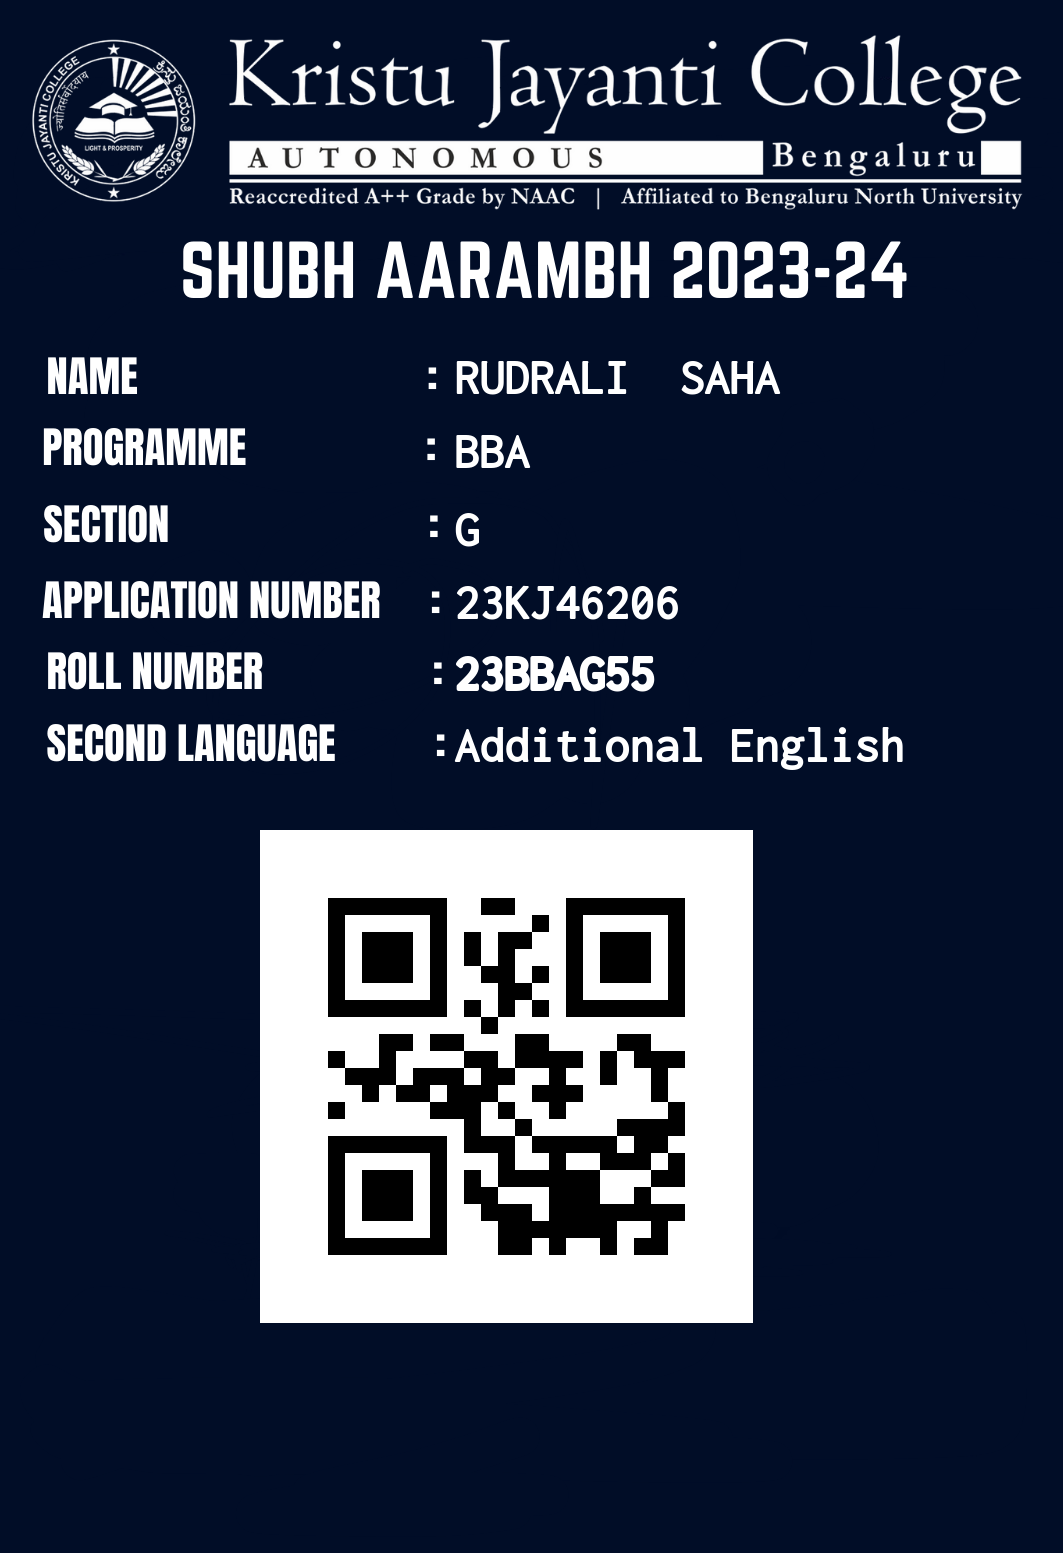 KRISTU JAYANTI COLLEGE
ಕ್ರಿಸ್ತು ಜಯಂತಿ ಕಾಲೇಜು
ज्योतिर्संवर्दियाय
LIGHT & PROSPERITY
Kristu Jayanti College
AUTONOMOUS Bengaluru
Reaccredited A++ Grade by NAAC | Affiliated to Bengaluru North University
SHUBH AARAMBH 2023-24
NAME : RUDRALI SAHA
PROGRAMME : BBA
SECTION : G
APPLICATION NUMBER : 23KJ46206
ROLL NUMBER : 23BBAG55
SECOND LANGUAGE : Additional English